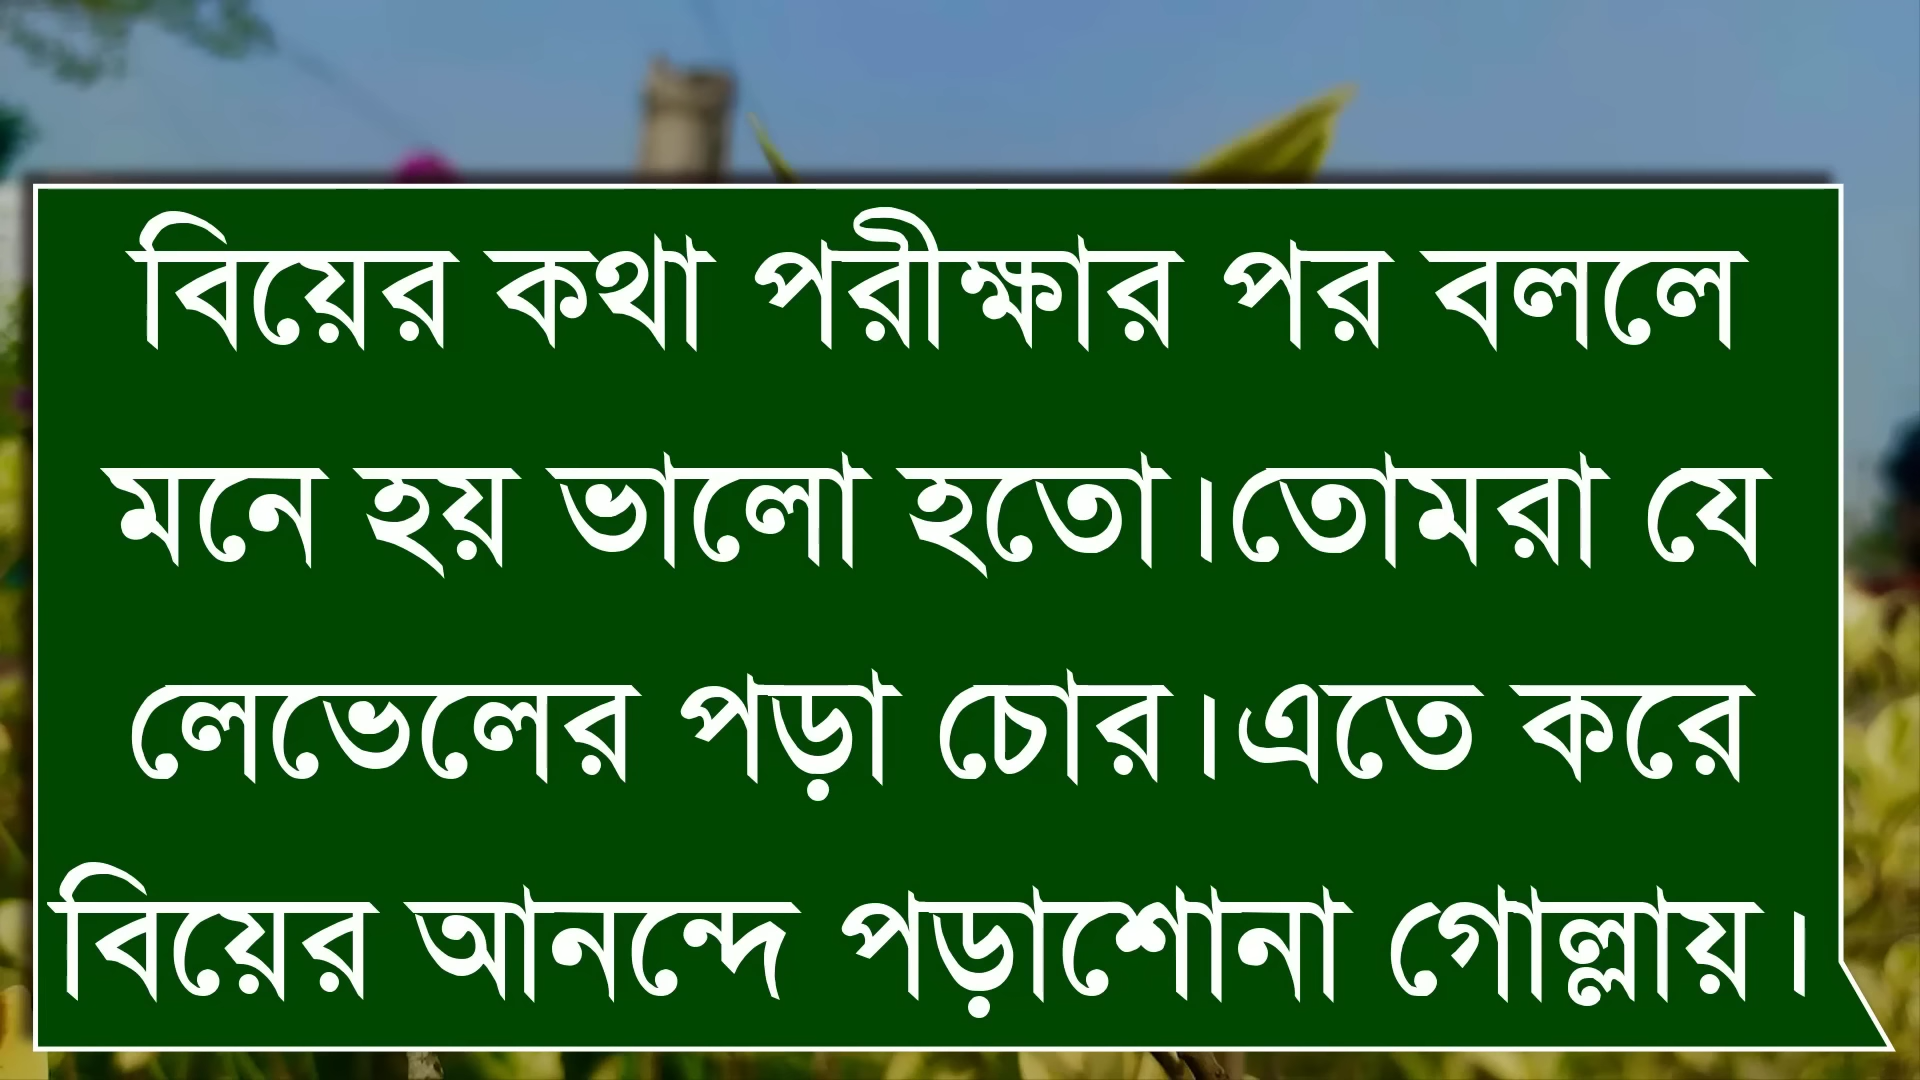 বিয়ের কথা পরীক্ষার পর বললে
মনে হয় ভালো হতো।তোমরা যে
লেভেলের পড়া চোর।এতে করে
বিয়ের আনন্দে পড়াশোনা গোল্লায়।